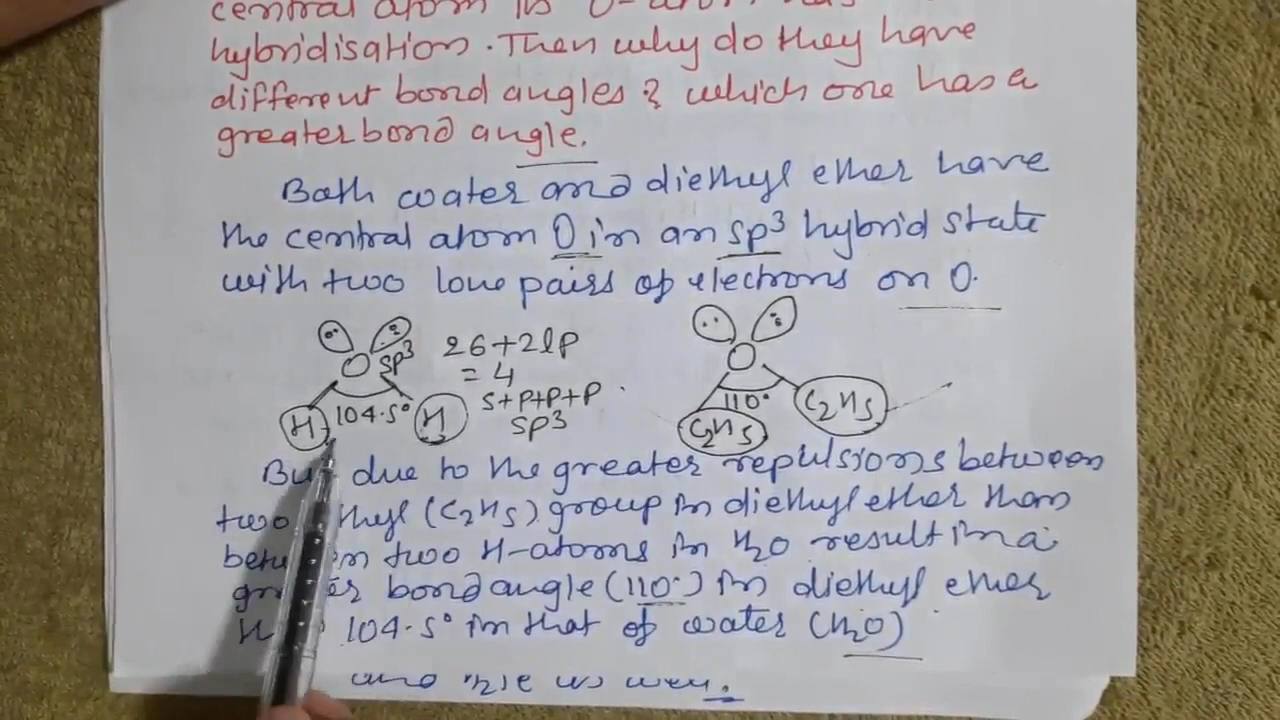 central atom
hybridisation. Then why do they have
different bond angles & which one has a
greater bond angle.
Both water and diethyl ether have
the central atom O in an sp³ hybrid state
with two lone pairs of electrons on O.
O sp³ 2б+2lp
= 4
H 104.5° H S+P+P+P
sp³
O
110° C₂H₅
C₂H₅
But due to the greater repulsions between
two (C₂H₅) group in diethyl ether than
two H-atoms in H₂O result in a
bond angle (110°) in diethyl ether
104.5° in that of water (H₂O)